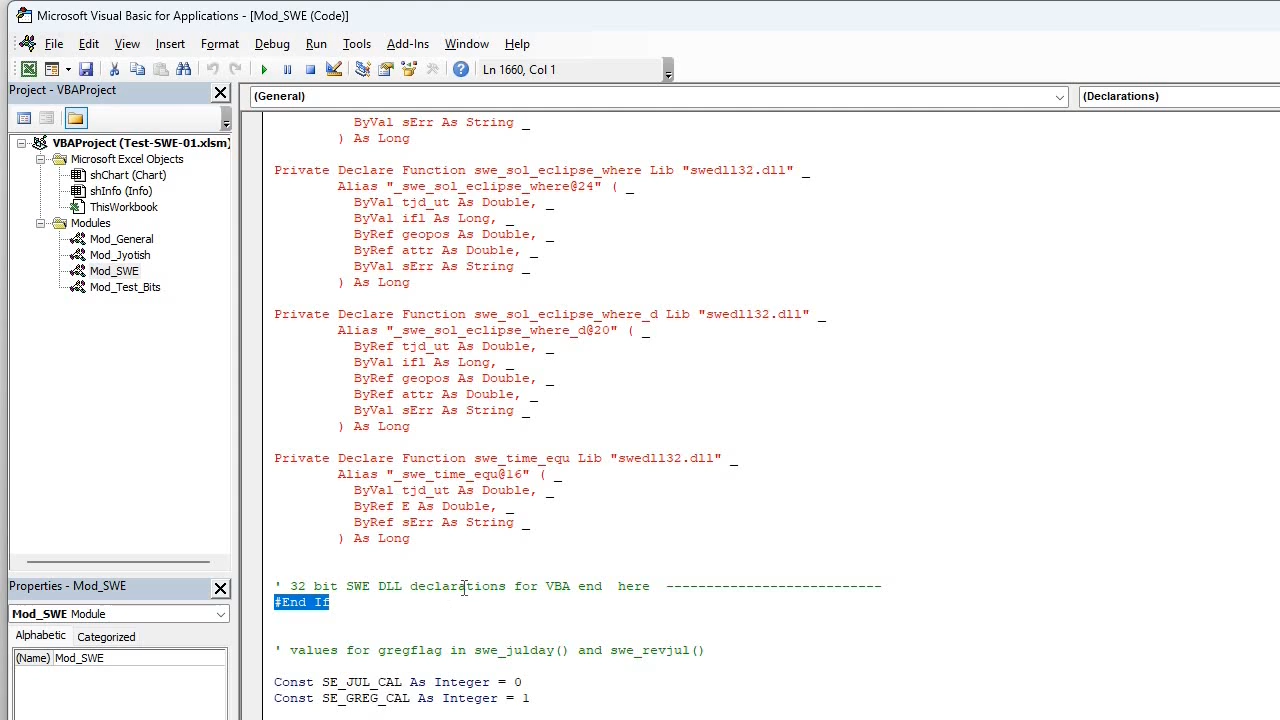 Microsoft Visual Basic for Applications - [Mod_SWE (Code)]
File Edit View Insert Format Debug Run Tools Add-Ins Window Help
Ln 1660, Col 1
Project - VBAProject
VBAProject (Test-SWE-01.xlsm)
Microsoft Excel Objects
shChart (Chart)
shInfo (Info)
ThisWorkbook
Modules
Mod_General
Mod_Jyotish
Mod_SWE
Mod_Test_Bits
Properties - Mod_SWE
Mod_SWE Module
Alphabetic Categorized
(Name) Mod_SWE
(General) (Declarations)
ByVal sErr As String _
) As Long
Private Declare Function swe_sol_eclipse_where Lib "swedll32.dll" _
Alias "_swe_sol_eclipse_where@24" ( _
ByVal tjd_ut As Double, _
ByVal ifl As Long, _
ByRef geopos As Double, _
ByRef attr As Double, _
ByVal sErr As String _
) As Long
Private Declare Function swe_sol_eclipse_where_d Lib "swedll32.dll" _
Alias "_swe_sol_eclipse_where_d@20" ( _
ByRef tjd_ut As Double, _
ByVal ifl As Long, _
ByRef geopos As Double, _
ByRef attr As Double, _
ByVal sErr As String _
) As Long
Private Declare Function swe_time_equ Lib "swedll32.dll" _
Alias "_swe_time_equ@16" ( _
ByVal tjd_ut As Double, _
ByRef E As Double, _
ByRef sErr As String _
) As Long
' 32 bit SWE DLL declarations for VBA end  here  ---------------------------
#End If
' values for gregflag in swe_julday() and swe_revjul()
Const SE_JUL_CAL As Integer = 0
Const SE_GREG_CAL As Integer = 1